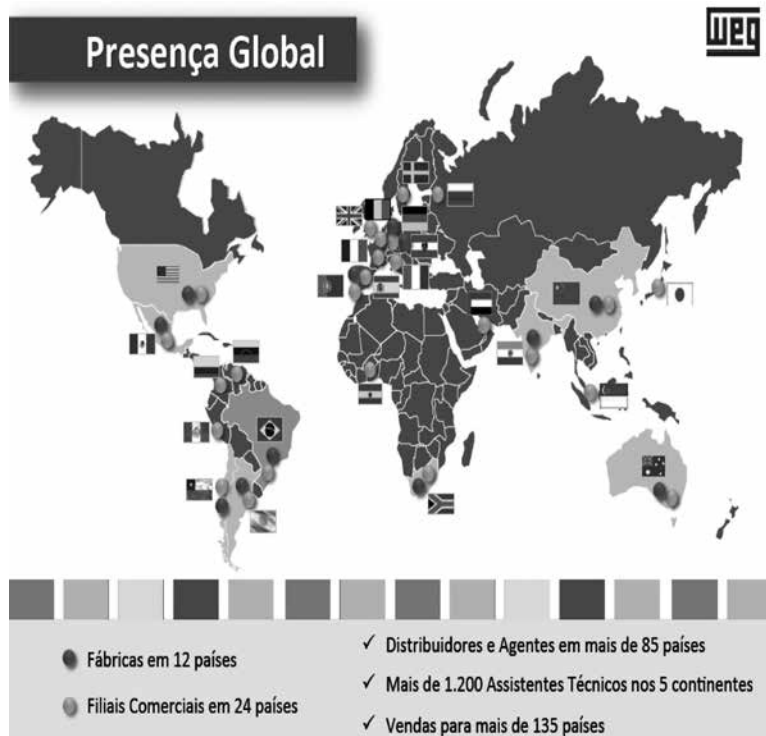 Presença Global
weg
Fábricas em 12 países
Filiais Comerciais em 24 países
✓ Distribuidores e Agentes em mais de 85 países
✓ Mais de 1.200 Assistentes Técnicos nos 5 continentes
✓ Vendas para mais de 135 países